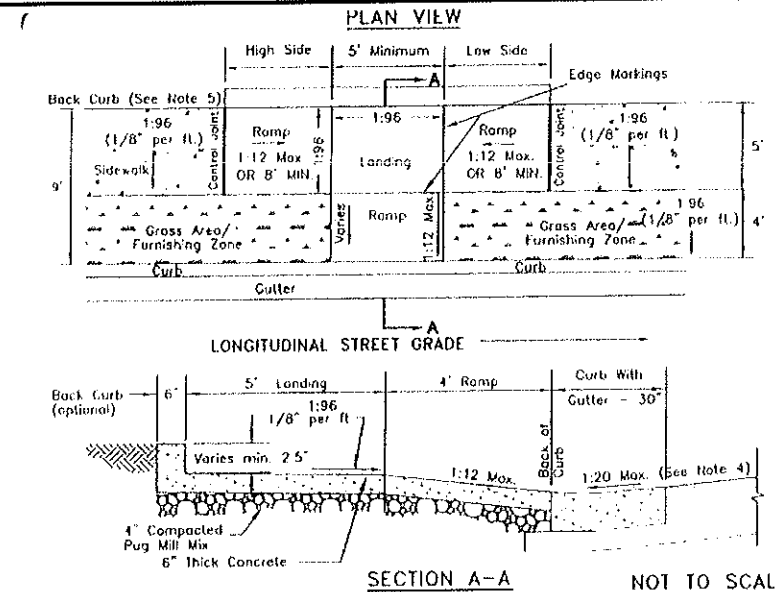 PLAN VIEW
High Side
5' Minimum
Low Side
A
Edge Markings
Back Curb (See Note 5)
1:96
(1/8" per ft.)
Sidewalk
Control Joint
Ramp
1:12 Max
OR 8' MIN.
1:96
1:96
Landing
Ramp
1:12 Max.
OR 8' MIN.
Control Joint
1:96
(1/8" per ft.)
5'
9'
Grass Area/
Furnishing Zone
Varies
Ramp
1:12 Max
Grass Area/
Furnishing Zone
1:96
(1/8" per ft.)
4'
Curb
Curb
Gutter
A
LONGITUDINAL STREET GRADE
Back Curb
(optional)
6"
5' Landing
4' Ramp
Curb With
Gutter - 30"
1:96
1/8" per ft
Varies min. 2.5"
1:12 Max.
Back of
Curb
1:20 Max. (See Note 4)
4" Compacted
Pug Mill Mix
6" Thick Concrete
SECTION A-A
NOT TO SCAL